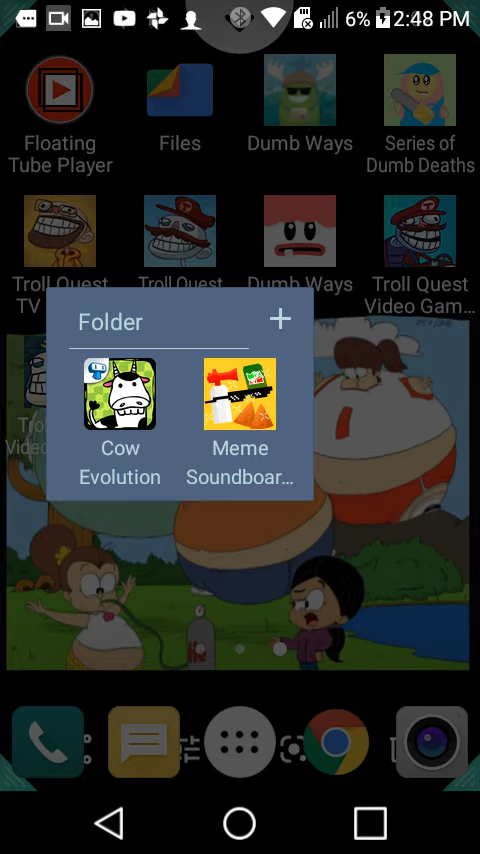 6% 2:48 PM
Floating
Tube Player
Files
Dumb Ways
Series of
Dumb Deaths
Troll Quest
TV
Troll Quest
Dumb Ways
Troll Quest
Video Gam...
Folder
Cow
Evolution
Meme
Soundboar...